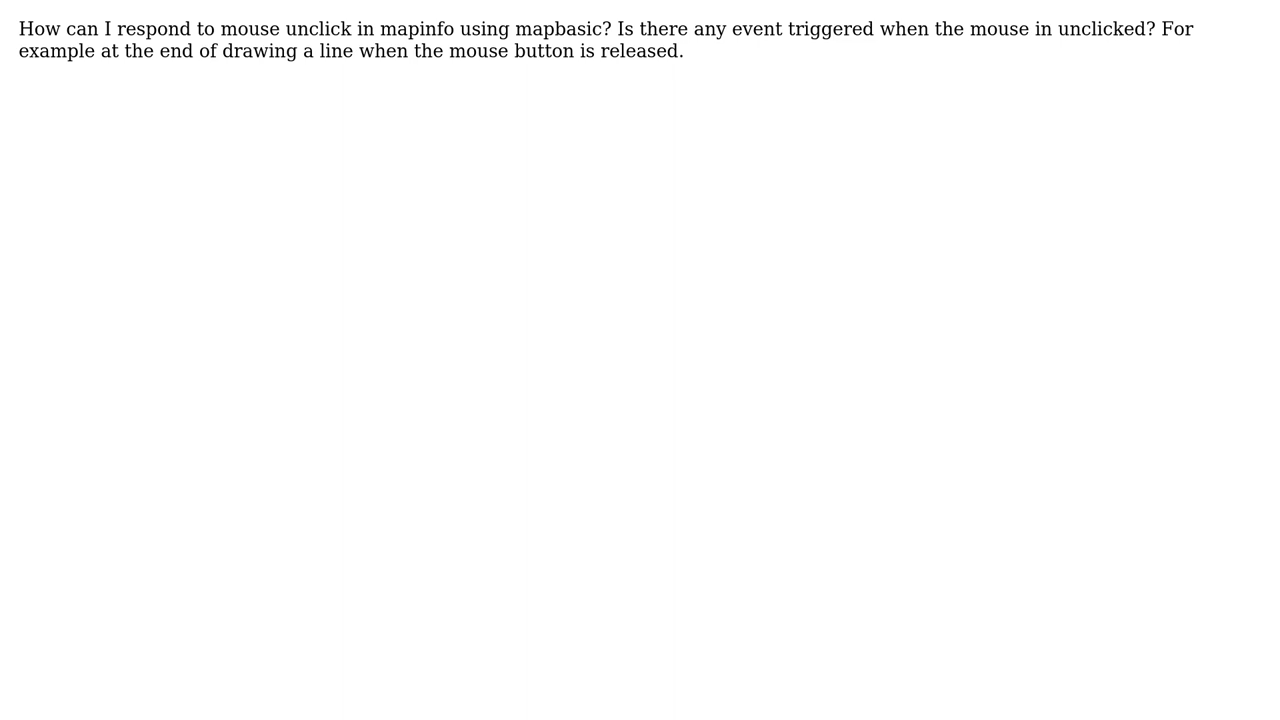 How can I respond to mouse unclick in mapinfo using mapbasic? Is there any event triggered when the mouse in unclicked? For
example at the end of drawing a line when the mouse button is released.